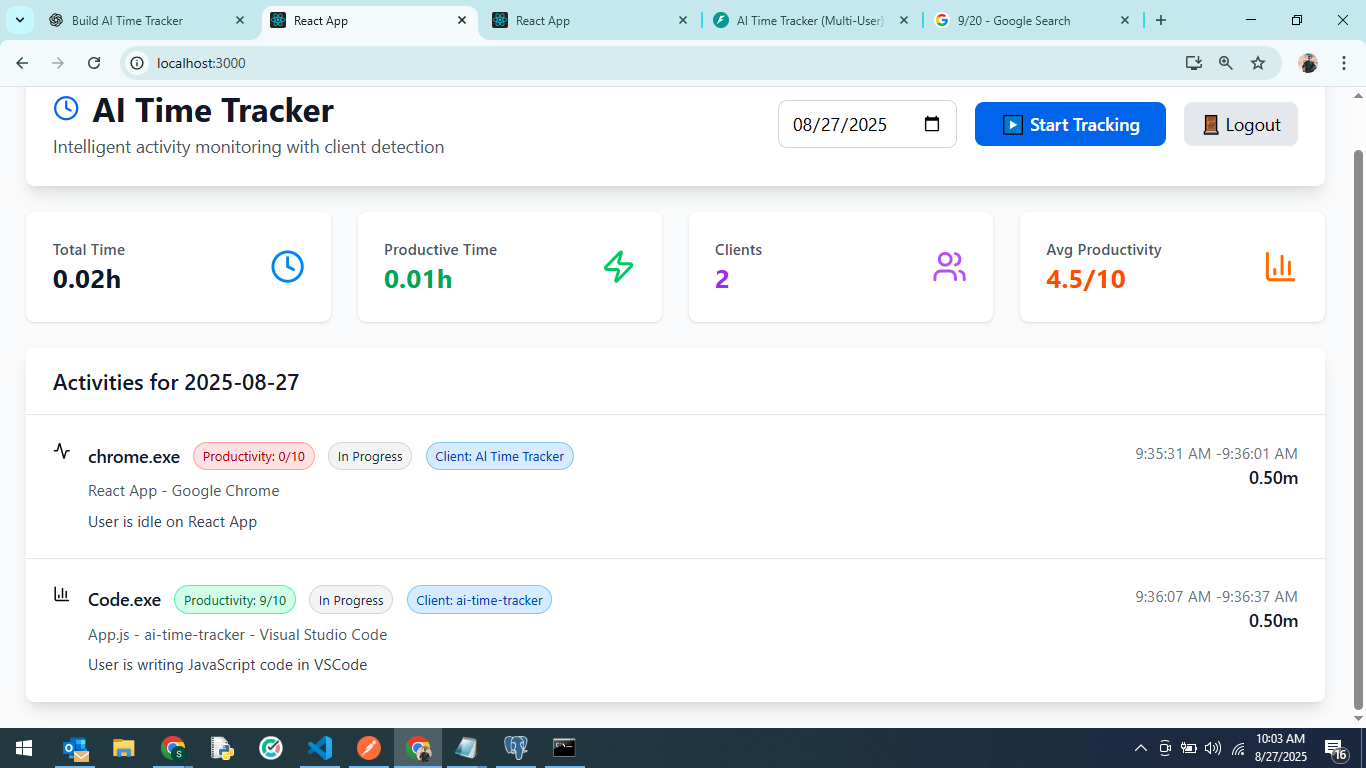 Build AI Time Tracker
React App
React App
AI Time Tracker (Multi-User)
9/20 - Google Search
localhost:3000
AI Time Tracker
Intelligent activity monitoring with client detection
08/27/2025
Start Tracking
Logout
Total Time
0.02h
Productive Time
0.01h
Clients
2
Avg Productivity
4.5/10
Activities for 2025-08-27
chrome.exe
Productivity: 0/10
In Progress
Client: AI Time Tracker
9:35:31 AM -9:36:01 AM
0.50m
React App - Google Chrome
User is idle on React App
Code.exe
Productivity: 9/10
In Progress
Client: ai-time-tracker
9:36:07 AM -9:36:37 AM
0.50m
App.js - ai-time-tracker - Visual Studio Code
User is writing JavaScript code in VSCode
10:03 AM
8/27/2025
16